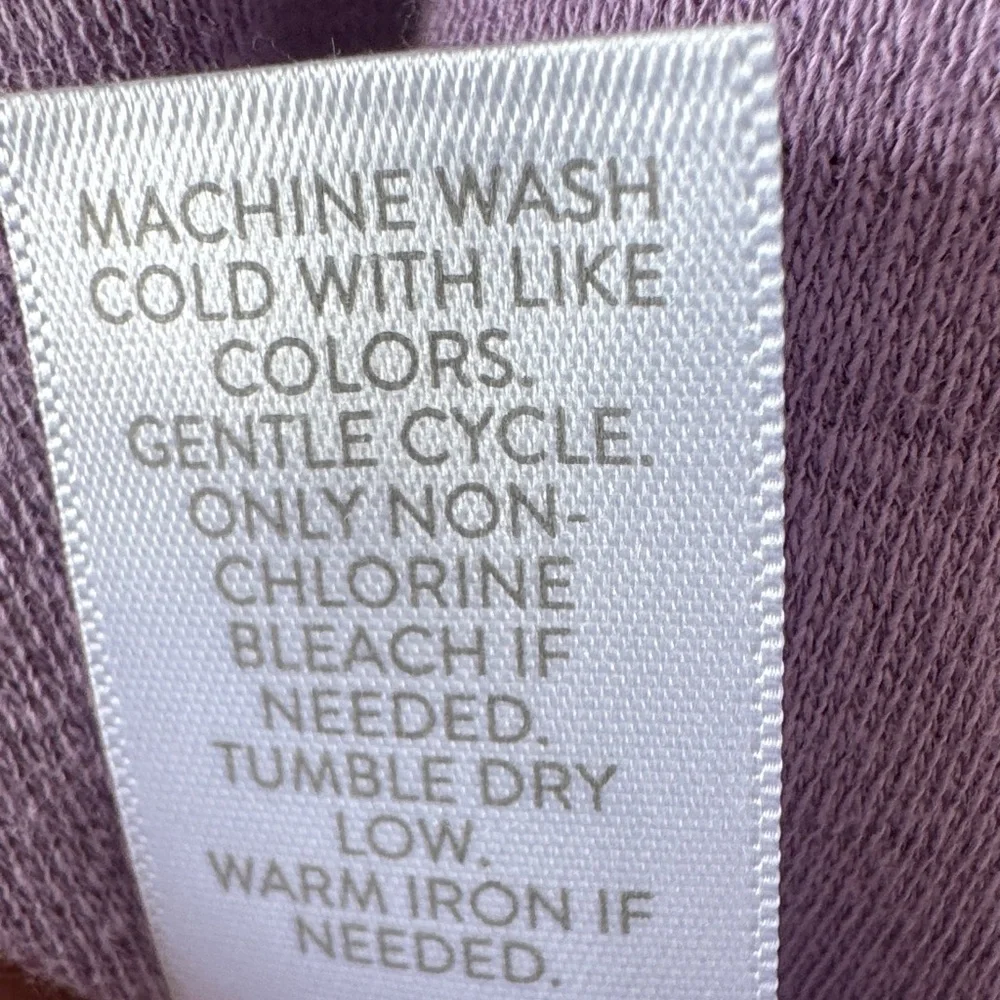 MACHINE WASH
COLD WITH LIKE
COLORS.
GENTLE CYCLE.
ONLY NON-
CHLORINE
BLEACH IF
NEEDED.
TUMBLE DRY
LOW.
WARM IRON IF
NEEDED.